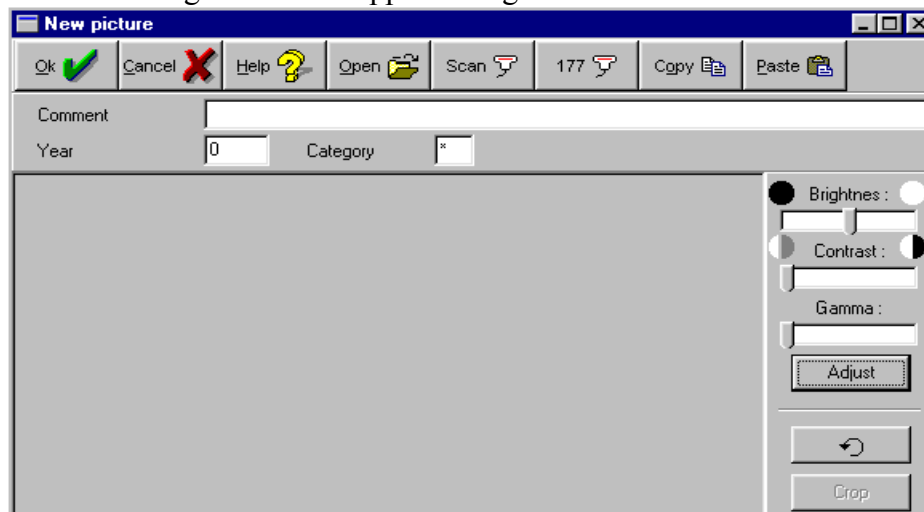 New picture
Ok Cancel Help Open Scan 177 Copy Paste
Comment
Year 0 Category *
Brightnes :
Contrast :
Gamma :
Adjust
Crop